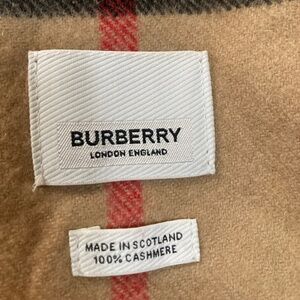 BURBERRY
LONDON ENGLAND
MADE IN SCOTLAND
100% CASHMERE